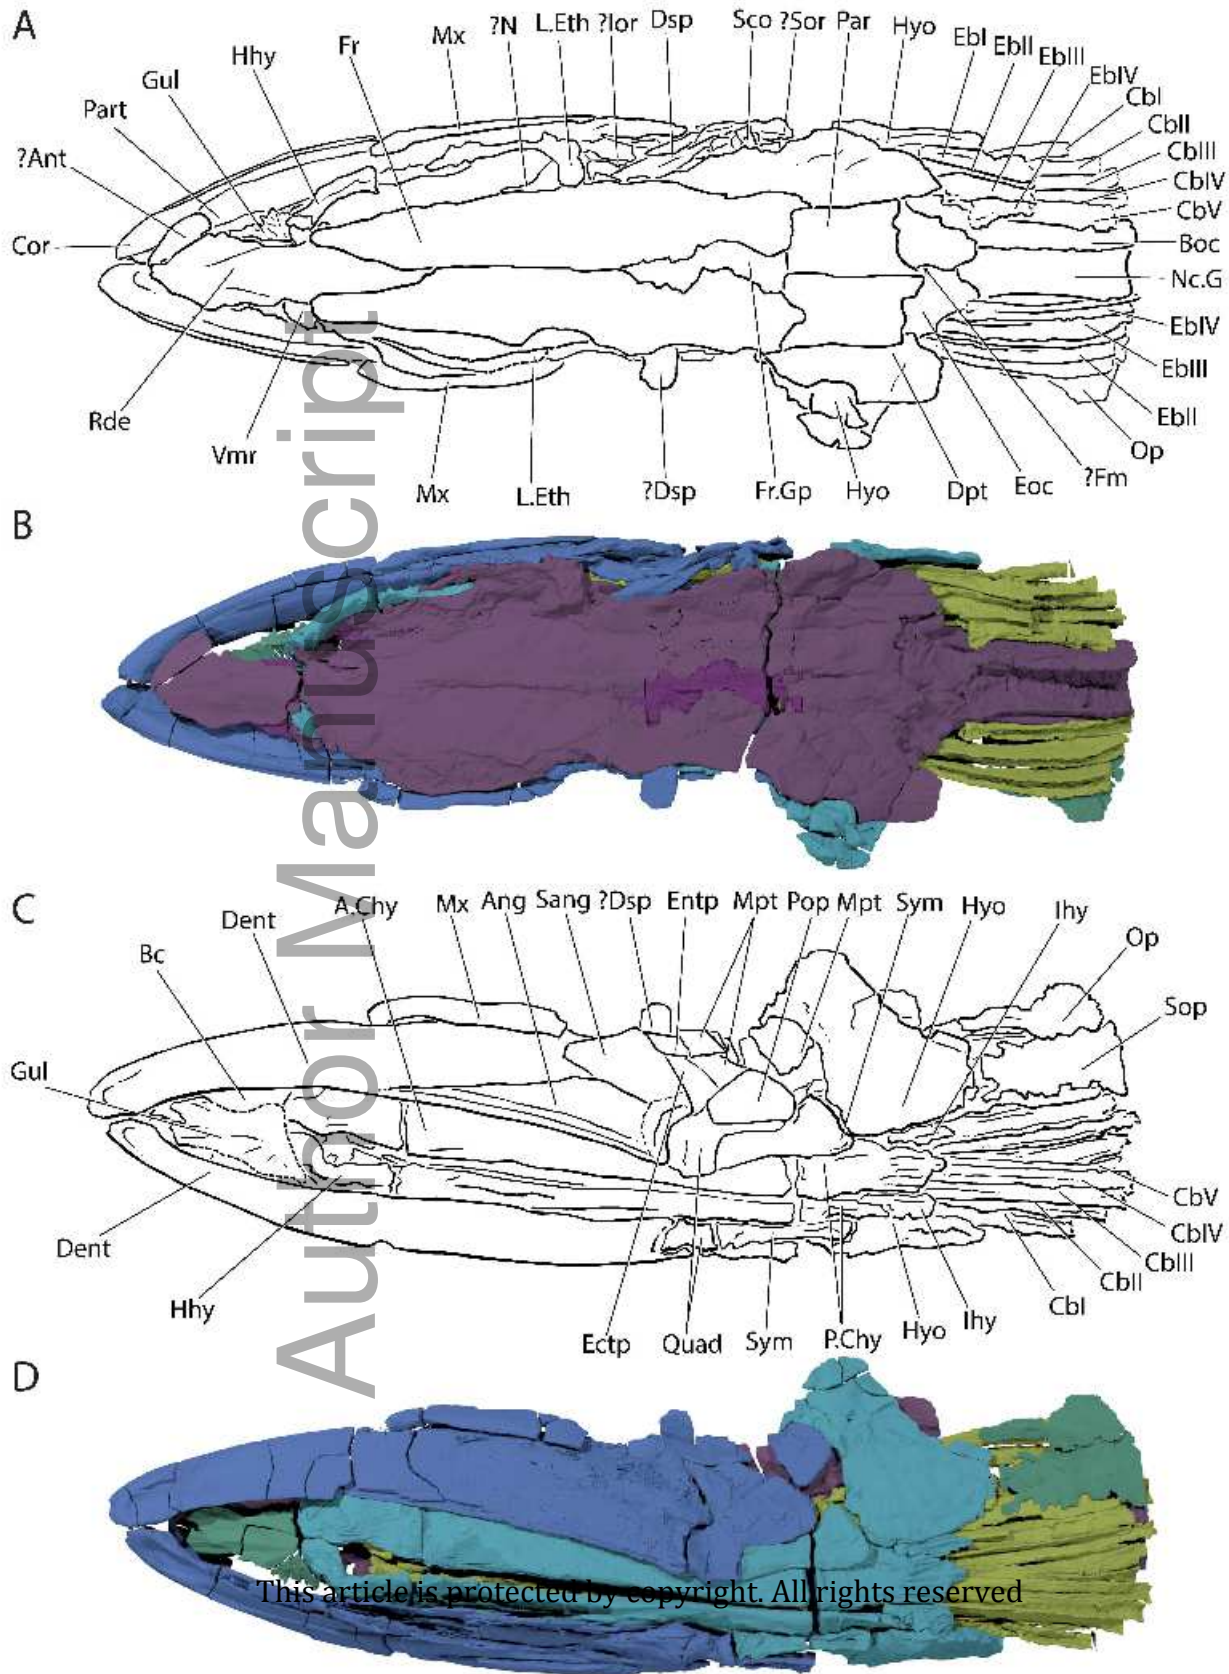 A
?Ant
Part
Gul
Hhy
Fr
Mx
?N
L.Eth
?Ior
Dsp
Sco
?Sor
Par
Hyo
EbI
EbII
EbIII
EbIV
CbI
CbII
CbIII
CbIV
CbV
Boc
Nc.G
EbIV
EbIII
EbII
Op
Cor
Rde
Vmr
Mx
L.Eth
?Dsp
Fr.Gp
Hyo
Dpt
Eoc
?Fm
B
C
Gul
Bc
Dent
A.Chy
Mx
Ang
Sang
?Dsp
Entp
Mpt
Pop
Mpt
Sym
Hyo
Ihy
Op
Sop
CbV
CbIV
CbIII
CbII
CbI
Dent
Hhy
Ectp
Quad
Sym
P.Chy
Hyo
Ihy
D
Author Manuscript
This article is protected by copyright. All rights reserved